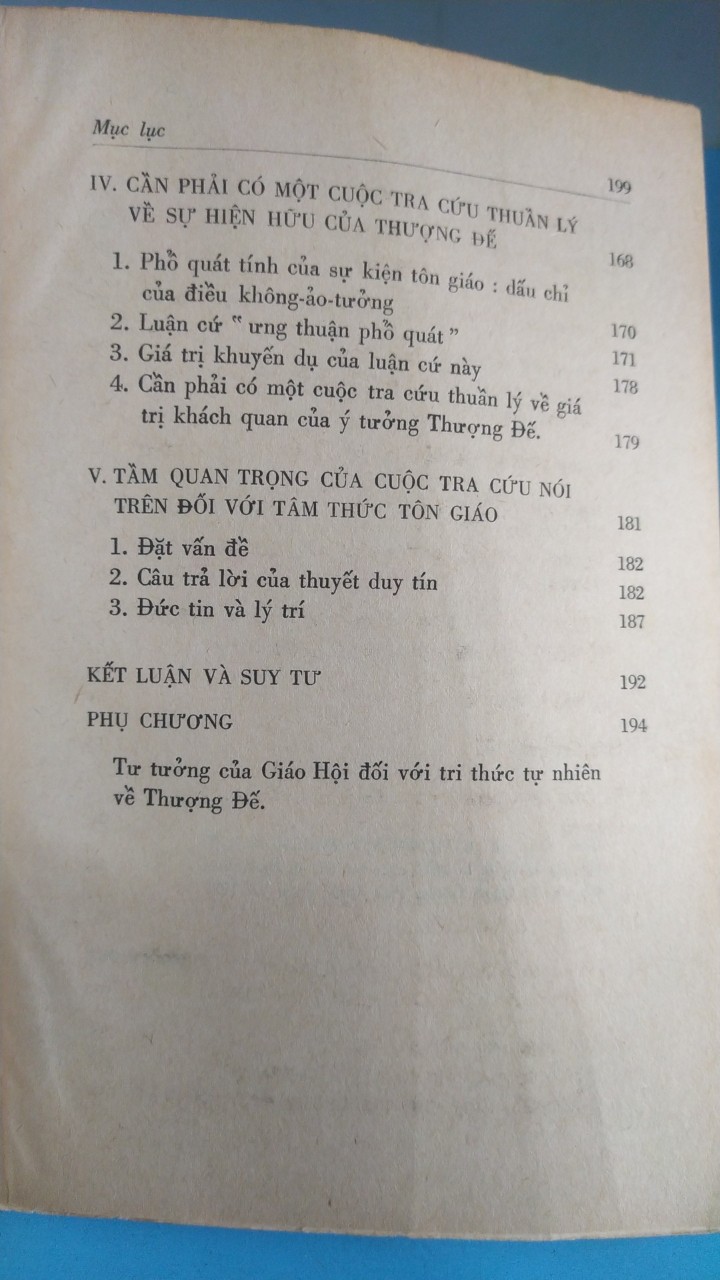 Mục lục
199
IV. CẦN PHẢI CÓ MỘT CUỘC TRA CỨU THUẦN LÝ
VỀ SỰ HIỆN HỮU CỦA THƯỢNG ĐẾ
168
1. Phổ quát tính của sự kiện tôn giáo : dấu chỉ
của điều không-ảo-tưởng
170
2. Luận cứ “ưng thuận phổ quát”
171
3. Giá trị khuyến dụ của luận cứ này
178
4. Cần phải có một cuộc tra cứu thuần lý về giá
trị khách quan của ý tưởng Thượng Đế.
179
V. TẦM QUAN TRỌNG CỦA CUỘC TRA CỨU NÓI
TRÊN ĐỐI VỚI TÂM THỨC TÔN GIÁO
181
1. Đặt vấn đề
182
2. Câu trả lời của thuyết duy tín
182
3. Đức tin và lý trí
187
KẾT LUẬN VÀ SUY TƯ
192
PHỤ CHƯƠNG
194
Tư tưởng của Giáo Hội đối với tri thức tự nhiên
về Thượng Đế.